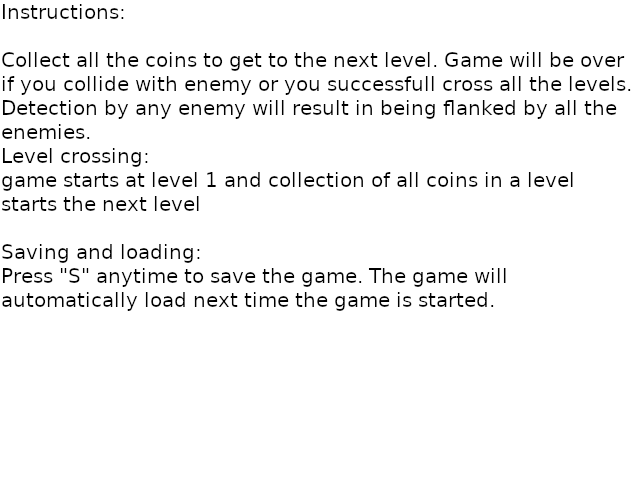 Instructions:
Collect all the coins to get to the next level. Game will be over
if you collide with enemy or you successfull cross all the levels.
Detection by any enemy will result in being flanked by all the
enemies.
Level crossing:
game starts at level 1 and collection of all coins in a level
starts the next level
Saving and loading:
Press "S" anytime to save the game. The game will
automatically load next time the game is started.